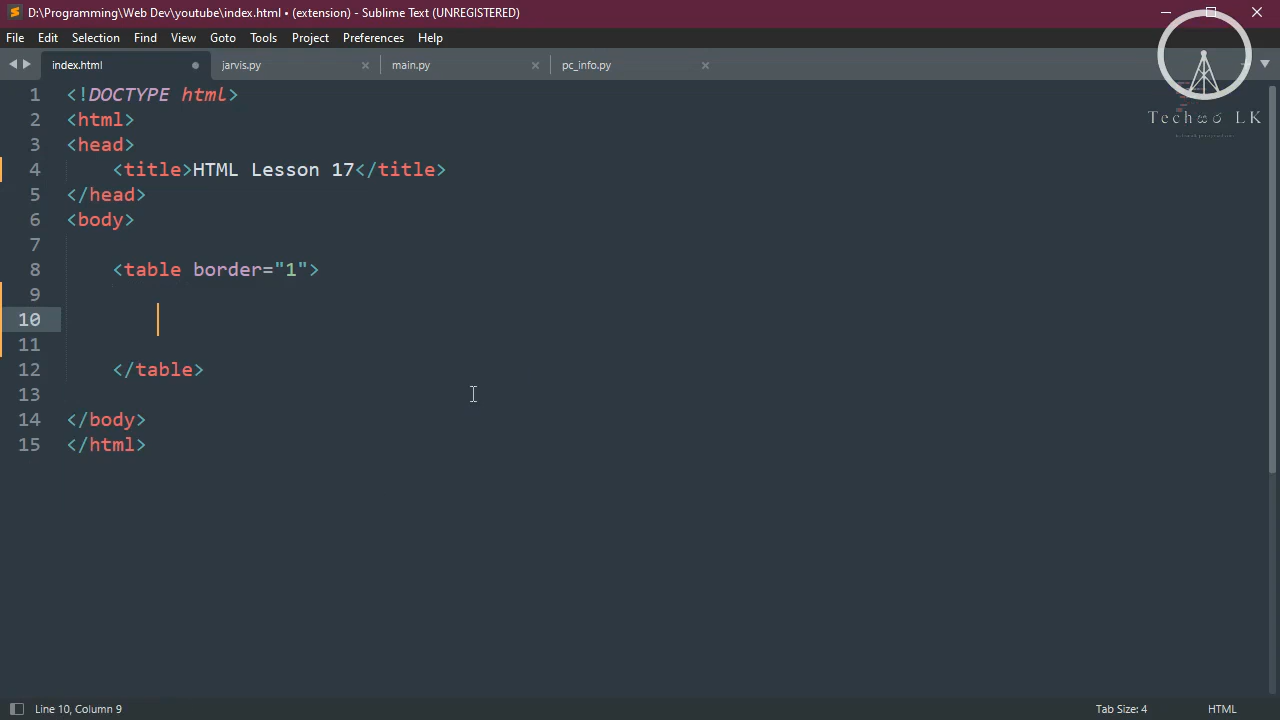 D:\Programming\Web Dev\youtube\index.html • (extension) - Sublime Text (UNREGISTERED)
File Edit Selection Find View Goto Tools Project Preferences Help
index.html jarvis.py main.py pc_info.py
Techඅර LK
1 <!DOCTYPE html>
2 <html>
3 <head>
4 <title>HTML Lesson 17</title>
5 </head>
6 <body>
7
8 <table border="1">
9
10
11
12 </table>
13
14 </body>
15 </html>
Line 10, Column 9 Tab Size: 4 HTML